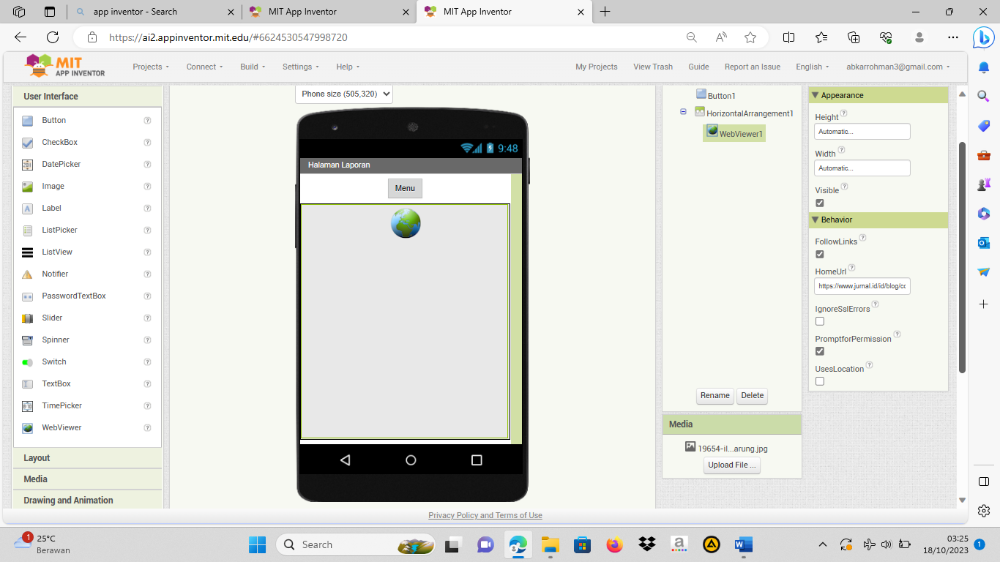 app inventor - Search
MIT App Inventor
MIT App Inventor
https://ai2.appinventor.mit.edu/#6624530547998720
MIT
APP INVENTOR
Projects
Connect
Build
Settings
Help
My Projects
View Trash
Guide
Report an Issue
English
abkarrohman3@gmail.com
User Interface
Button
CheckBox
DatePicker
Image
Label
ListPicker
ListView
Notifier
PasswordTextBox
Slider
Spinner
Switch
TextBox
TimePicker
WebViewer
Layout
Media
Drawing and Animation
Phone size (505,320)
9:48
Halaman Laporan
Menu
Button1
HorizontalArrangement1
WebViewer1
Rename
Delete
Media
19654-il...arung.jpg
Upload File ...
Appearance
Height
Automatic...
Width
Automatic...
Visible
Behavior
FollowLinks
HomeUrl
https://www.jurnal.id/id/blog/cc
IgnoreSslErrors
PromptforPermission
UsesLocation
Privacy Policy and Terms of Use
1
25°C
Berawan
Search
03:25
18/10/2023
1